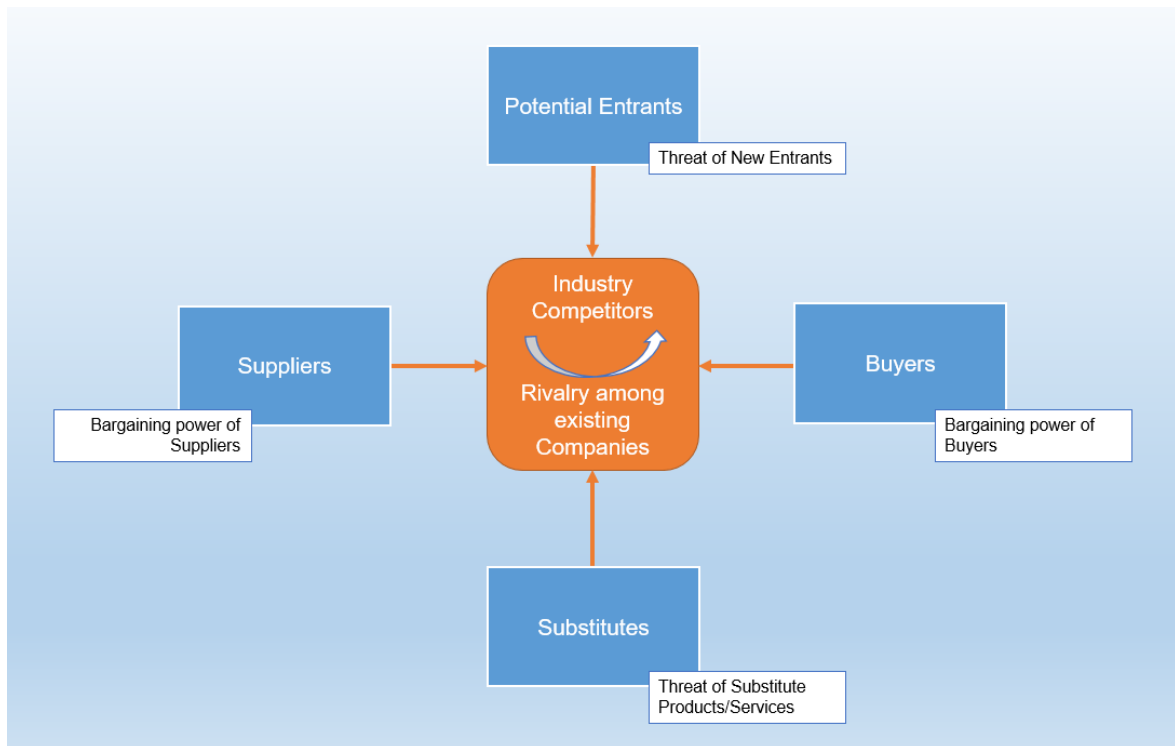 Potential Entrants
Threat of New Entrants
Industry
Competitors
Rivalry among
existing
Companies
Suppliers
Bargaining power of
Suppliers
Buyers
Bargaining power of
Buyers
Substitutes
Threat of Substitute
Products/Services